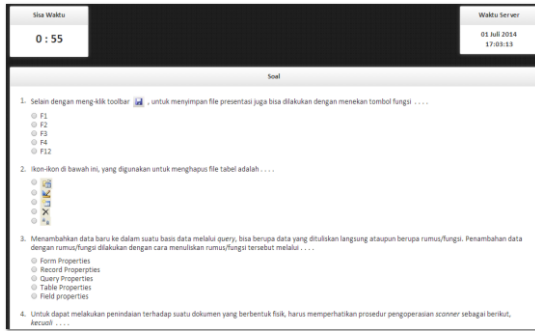 Sisa Waktu
0 : 55
Waktu Server
01 Juli 2014
17:03:13
Soal
1. Selain dengan meng-klik toolbar , untuk menyimpan file presentasi juga bisa dilakukan dengan menekan tombol fungsi . . . .
F1
F2
F3
F4
F12
2. Ikon-ikon di bawah ini, yang digunakan untuk menghapus file tabel adalah . . . .
3. Menambahkan data baru ke dalam suatu basis data melalui query, bisa berupa data yang dituliskan langsung ataupun berupa rumus/fungsi. Penambahan data
dengan rumus/fungsi dilakukan dengan cara menuliskan rumus/fungsi tersebut melalui . . . .
Form Properties
Record Properpties
Query Properties
Table Properties
Field properties
4. Untuk dapat melakukan penindaian terhadap suatu dokumen yang berbentuk fisik, harus memperhatikan prosedur pengoperasian scanner sebagai berikut,
kecuali . . . .